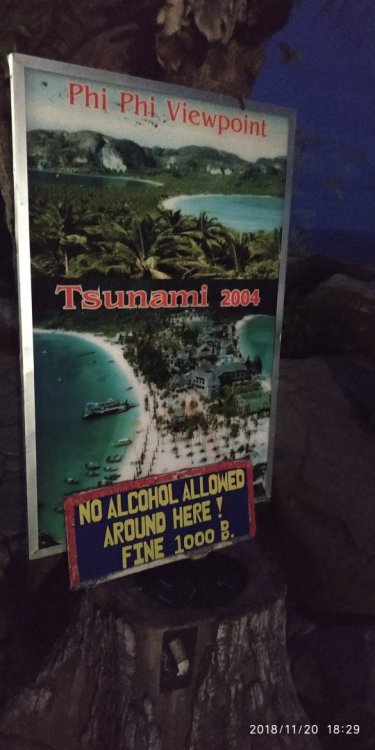 Phi Phi Viewpoint
Tsunami 2004
NO ALCOHOL ALLOWED
AROUND HERE !
FINE 1000 B.
2018/11/20 18:29